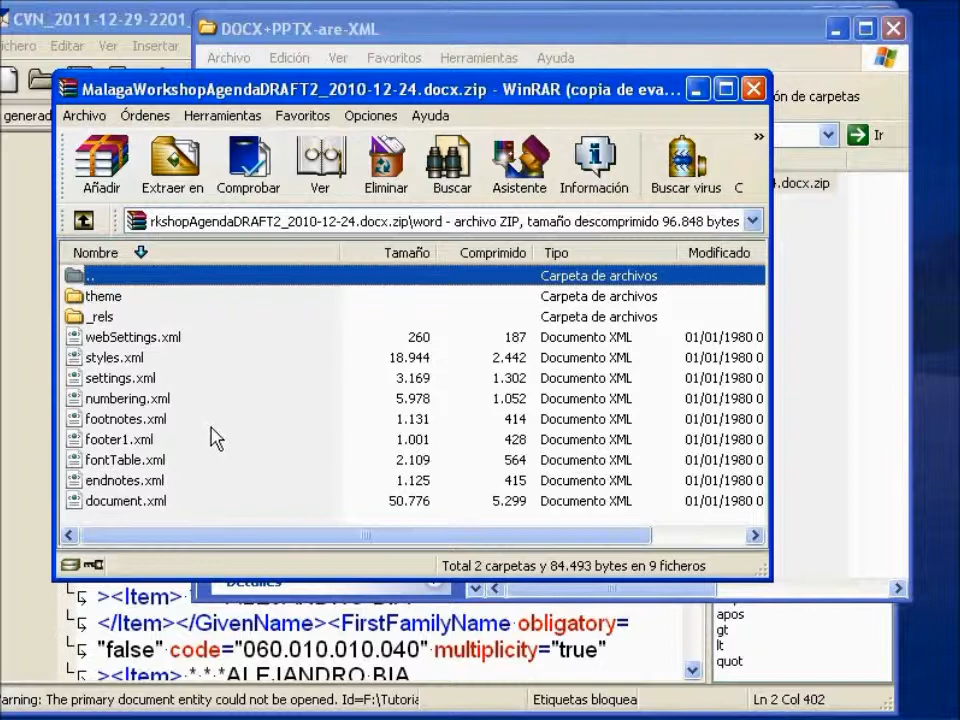 CVN_2011-12-29-2201
DOCX+PPTX-are-XML
Editar Ver Insertar
Archivo Edición Ver Favoritos Herramientas Ayuda
MalagaWorkshopAgendaDRAFT2_2010-12-24.docx.zip - WinRAR (copia de eva...
ón de carpetas
Archivo Órdenes Herramientas Favoritos Opciones Ayuda
generad
Ir
Añadir Extraer en Comprobar Ver Eliminar Buscar Asistente Información Buscar virus C
.docx.zip
rkshopAgendaDRAFT2_2010-12-24.docx.zip\word - archivo ZIP, tamaño descomprimido 96.848 bytes
Nombre Tamaño Comprimido Tipo Modificado
.. Carpeta de archivos
theme Carpeta de archivos
_rels Carpeta de archivos
webSettings.xml 260 187 Documento XML 01/01/1980 0
styles.xml 18.944 2.442 Documento XML 01/01/1980 0
settings.xml 3.169 1.302 Documento XML 01/01/1980 0
numbering.xml 5.978 1.052 Documento XML 01/01/1980 0
footnotes.xml 1.131 414 Documento XML 01/01/1980 0
footer1.xml 1.001 428 Documento XML 01/01/1980 0
fontTable.xml 2.109 564 Documento XML 01/01/1980 0
endnotes.xml 1.125 415 Documento XML 01/01/1980 0
document.xml 50.776 5.299 Documento XML 01/01/1980 0
Total 2 carpetas y 84.493 bytes en 9 ficheros
Detalles
><Item>·*·*·*ALEJANDRO·BIA
</Item></GivenName><FirstFamilyName obligatory=
"false"·code="060.010.010.040"·multiplicity="true"
><Item>·*·*·*ALEJANDRO·BIA
apos
gt
lt
quot
arning: The primary document entity could not be opened. Id=F:\Tutoria
Etiquetas bloquea
Ln 2 Col 402